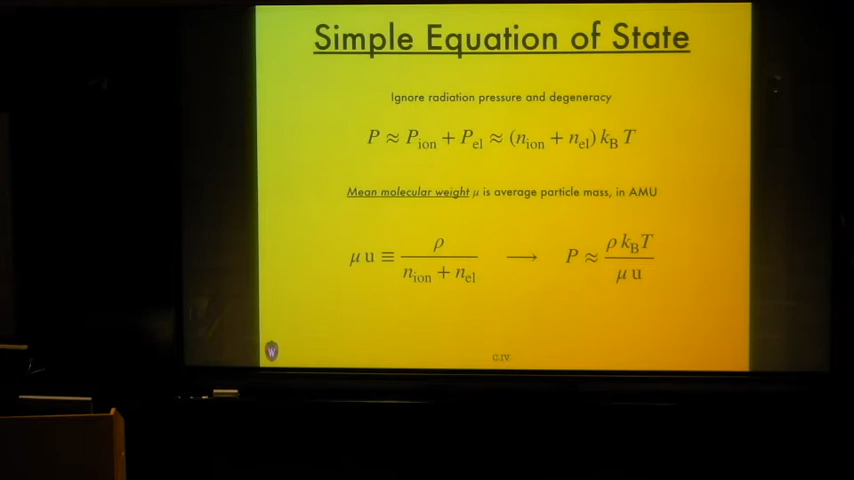 Simple Equation of State
Ignore radiation pressure and degeneracy
P ≈ P_ion + P_el ≈ (n_ion + n_el) k_B T
Mean molecular weight μ is average particle mass, in AMU
μ u ≡ ρ / (n_ion + n_el) ⟶ P ≈ ρ k_B T / (μ u)
W
C.IV